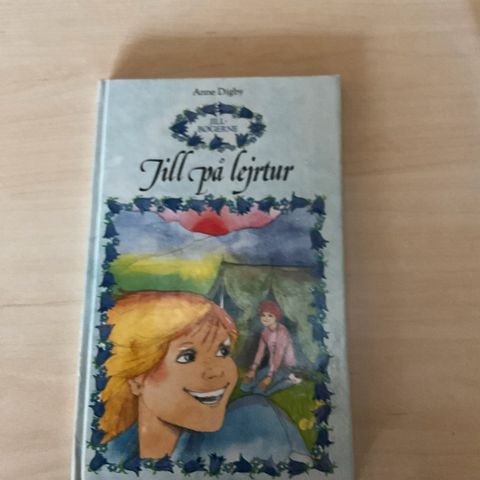 Anne Digby
JILL-
BØGERNE
Jill på lejrtur